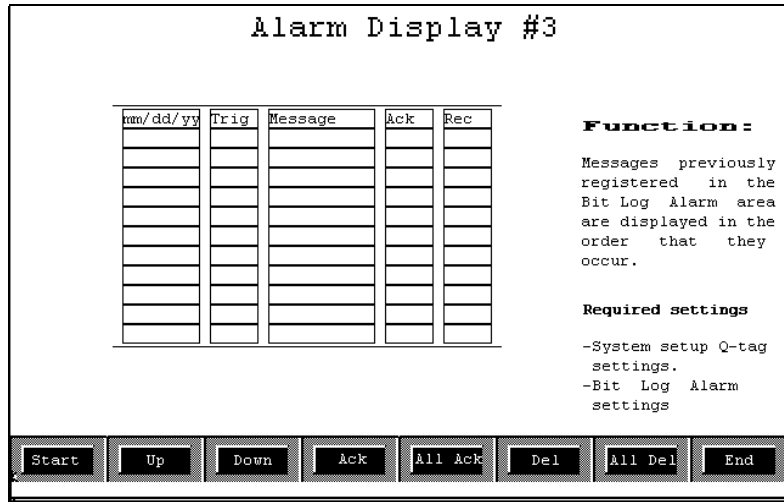 Alarm Display #3
mm/dd/yy Trig Message Ack Rec
Function:
Messages previously
registered in the
Bit Log Alarm area
are displayed in the
order that they
occur.
Required settings
-System setup Q-tag
settings.
-Bit Log Alarm
settings
Start Up Down Ack All Ack Del All Del End